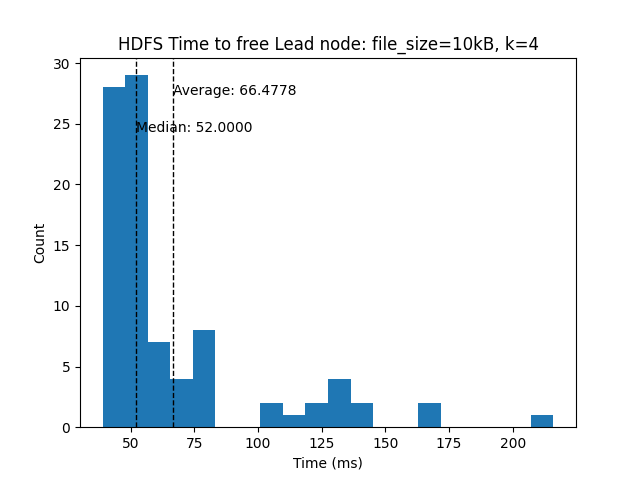 HDFS Time to free Lead node: file_size=10kB, k=4
30
25
20
15
10
5
0
Count
Average: 66.4778
Median: 52.0000
50 75 100 125 150 175 200
Time (ms)